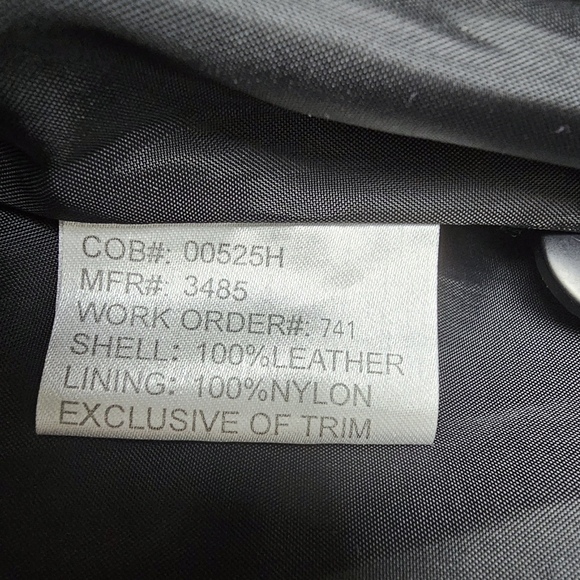 COB#: 00525H
MFR#: 3485
WORK ORDER#: 741
SHELL: 100%LEATHER
LINING: 100%NYLON
EXCLUSIVE OF TRIM